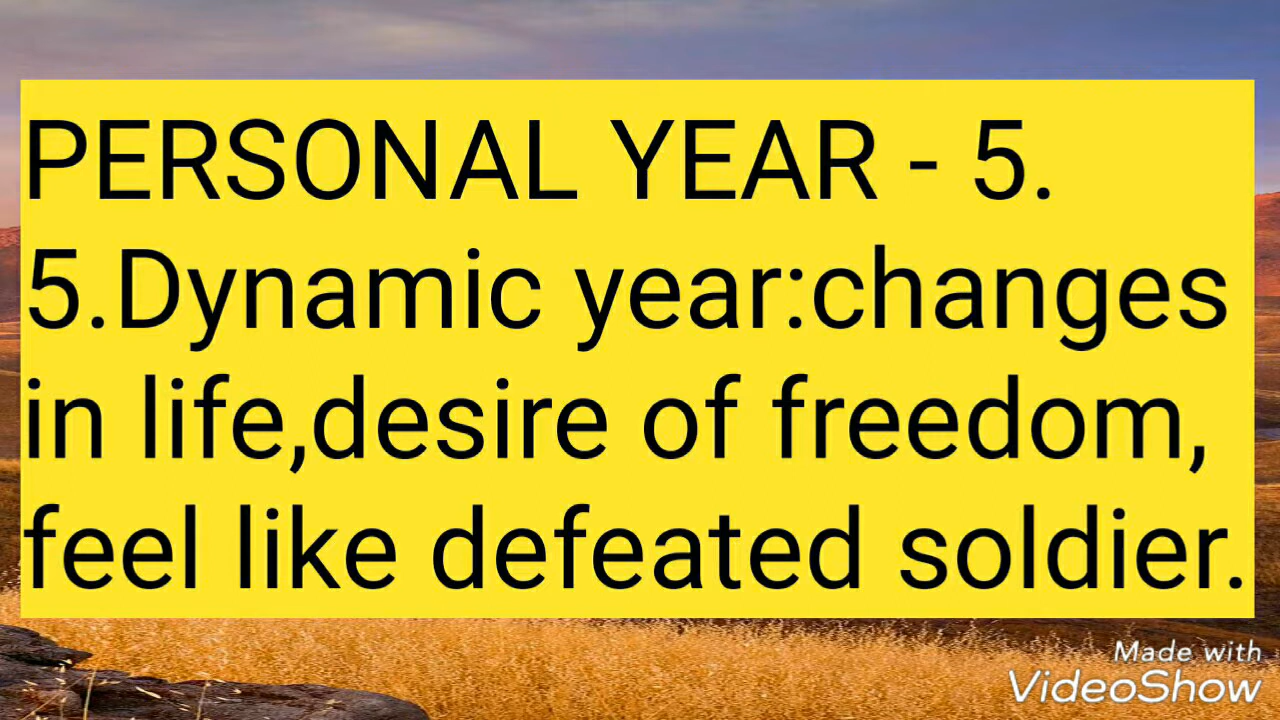 PERSONAL YEAR - 5.
5.Dynamic year:changes
in life,desire of freedom,
feel like defeated soldier.
Made with
VideoShow